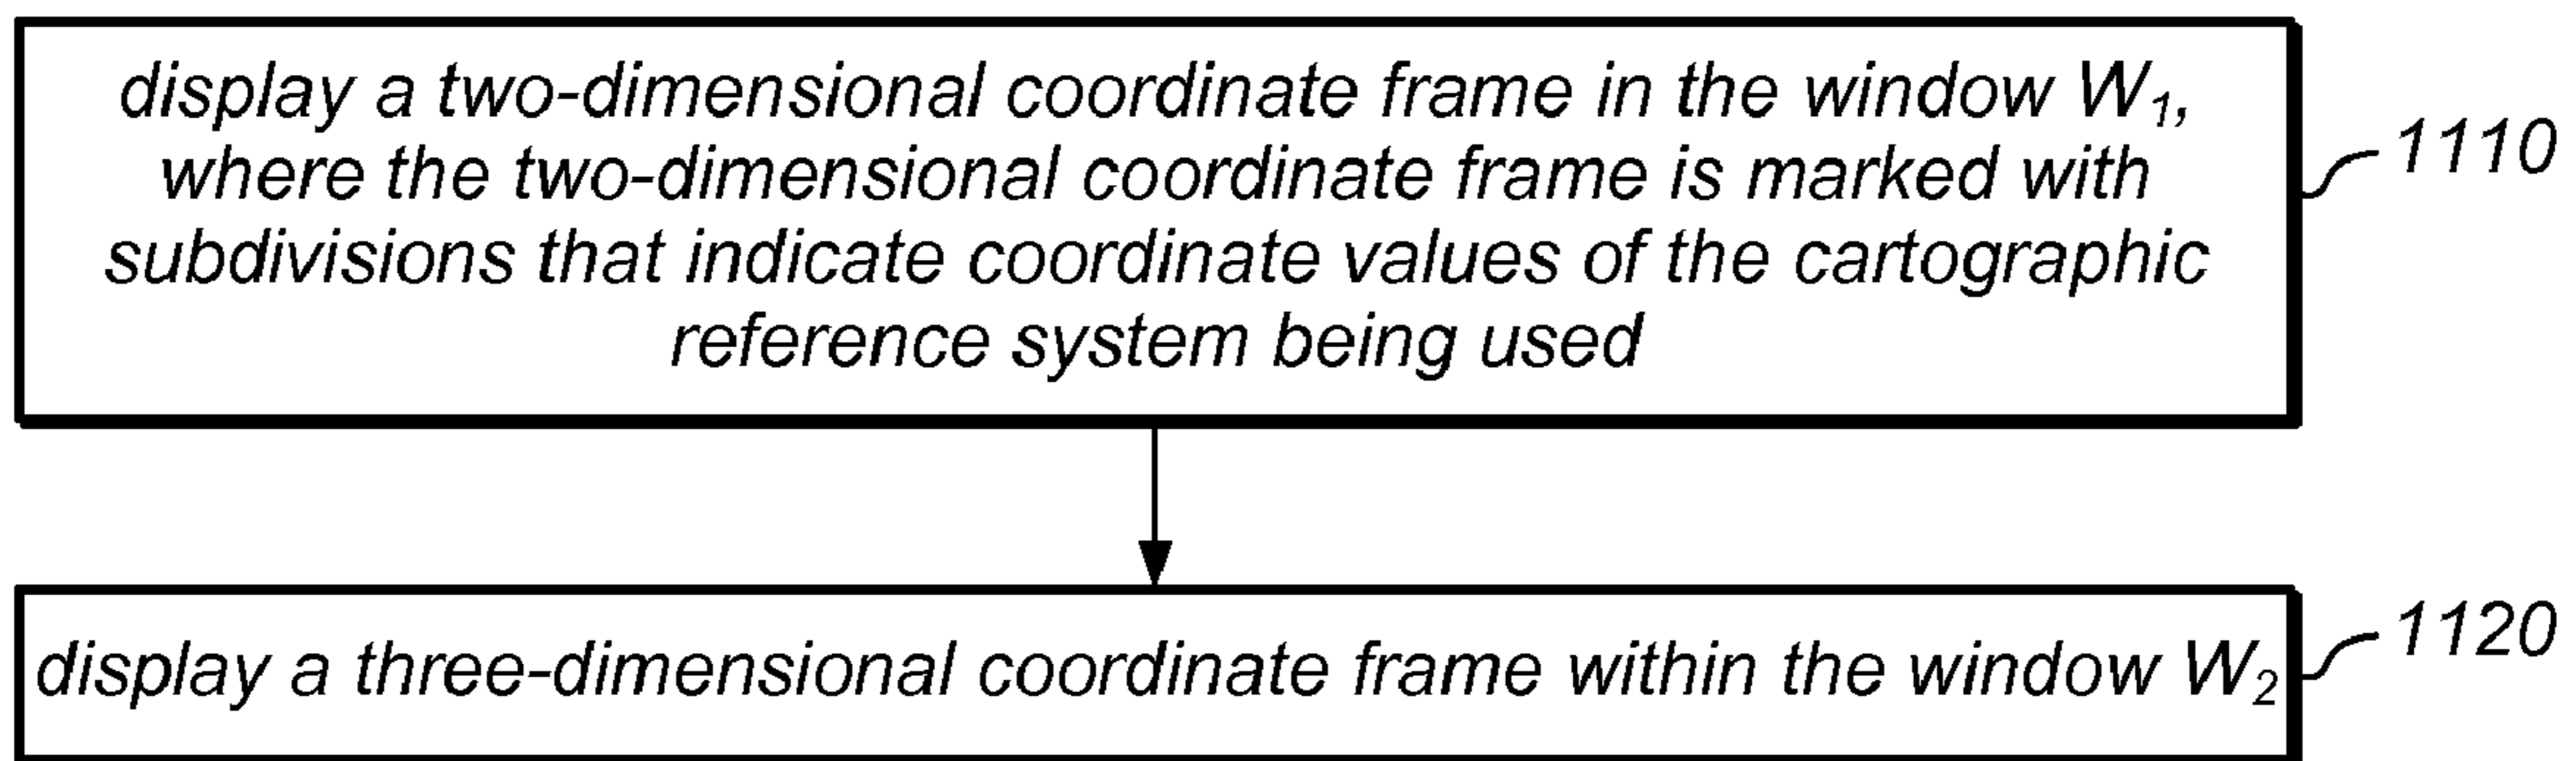 display a two-dimensional coordinate frame in the window W₁,
where the two-dimensional coordinate frame is marked with
subdivisions that indicate coordinate values of the cartographic
reference system being used
1110
display a three-dimensional coordinate frame within the window W₂
1120